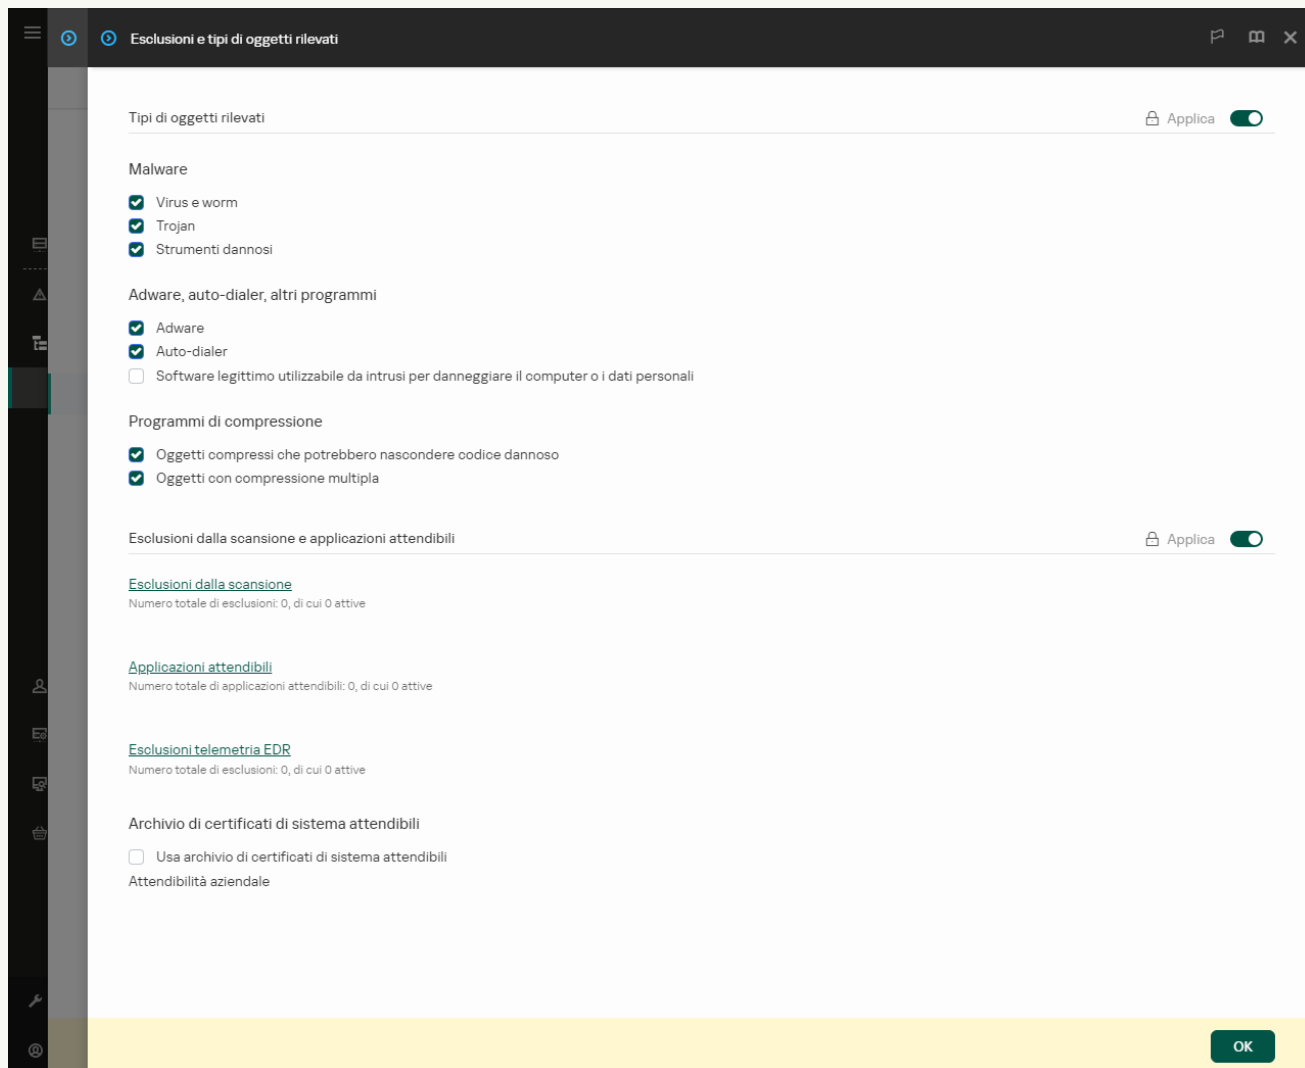 Esclusioni e tipi di oggetti rilevati
Tipi di oggetti rilevati
Applica
Malware
Virus e worm
Trojan
Strumenti dannosi
Adware, auto-dialer, altri programmi
Adware
Auto-dialer
Software legittimo utilizzabile da intrusi per danneggiare il computer o i dati personali
Programmi di compressione
Oggetti compressi che potrebbero nascondere codice dannoso
Oggetti con compressione multipla
Esclusioni dalla scansione e applicazioni attendibili
Applica
Esclusioni dalla scansione
Numero totale di esclusioni: 0, di cui 0 attive
Applicazioni attendibili
Numero totale di applicazioni attendibili: 0, di cui 0 attive
Esclusioni telemetria EDR
Numero totale di esclusioni: 0, di cui 0 attive
Archivio di certificati di sistema attendibili
Usa archivio di certificati di sistema attendibili
Attendibilità aziendale
OK